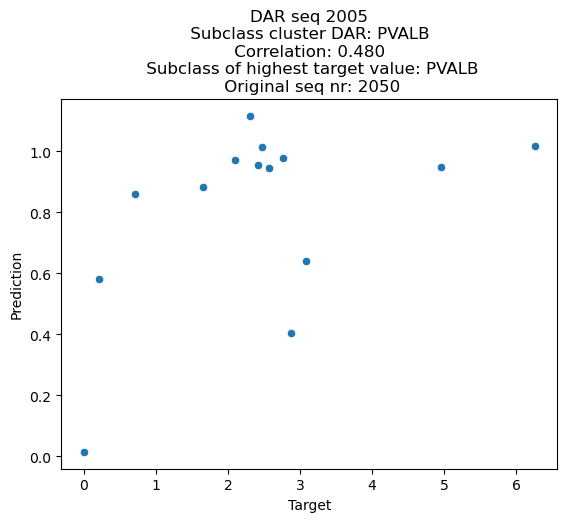 DAR seq 2005
Subclass cluster DAR: PVALB
Correlation: 0.480
Subclass of highest target value: PVALB
Original seq nr: 2050
1.0
0.8
0.6
0.4
0.2
0.0
Prediction
0 1 2 3 4 5 6
Target